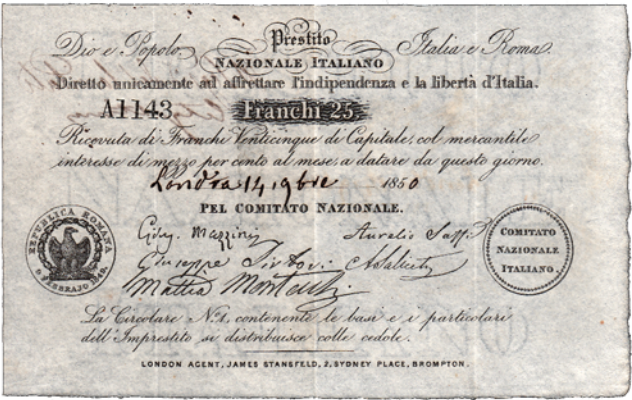 Dio e Popolo. Prestito Italia e Roma.
NAZIONALE ITALIANO
Diretto unicamente ad affrettare l'indipendenza e la libertà d'Italia.
A1143 Franchi 25
Ricevuta di Franchi Venticinque di Capitale, col mercantile
interesse di mezzo per cento al mese, a datare da questo giorno.
Londra 14, 9bre 1850
PEL COMITATO NAZIONALE.
Gius. Mazzini Aurelio Saffi
Giuseppe Sirtori A Saliceti
Mattia Montecchi
REPUBBLICA ROMANA
9 FEBBRAJO 1849.
COMITATO
NAZIONALE
ITALIANO.
La Circolare No. 1, contenente le basi e i particolari
dell'Imprestito si distribuisce colle cedole.
LONDON AGENT, JAMES STANSFELD, 2, SYDNEY PLACE, BROMPTON.